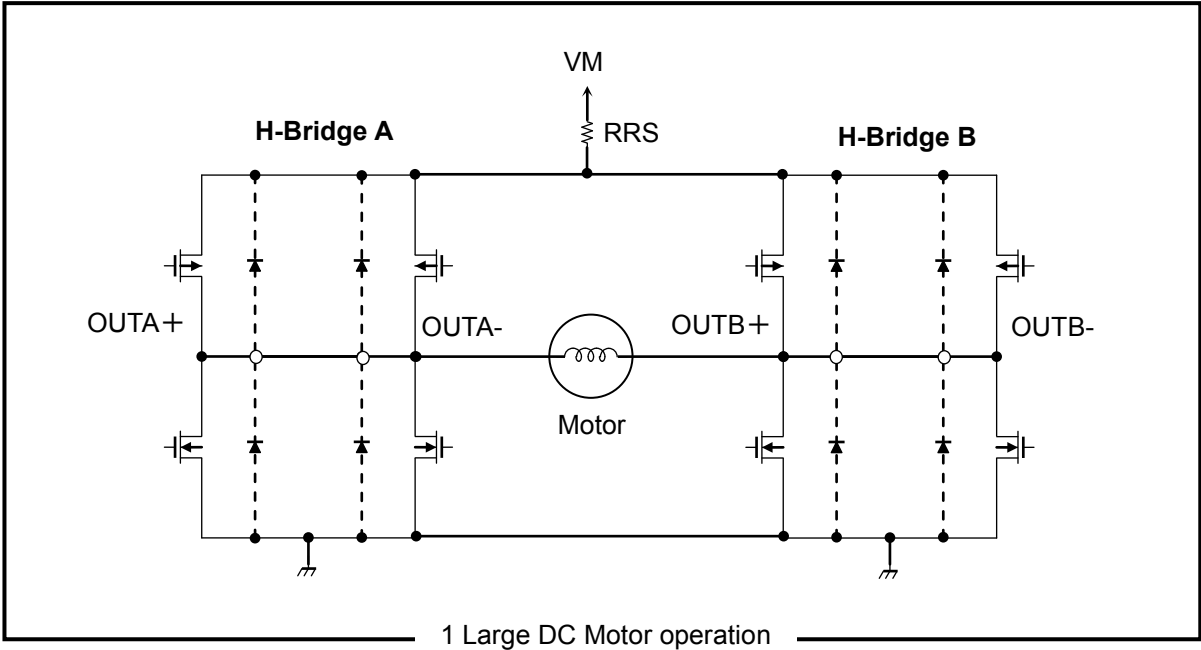 VM
RRS
H-Bridge A
H-Bridge B
OUTA+
OUTA-
OUTB+
OUTB-
Motor
1 Large DC Motor operation